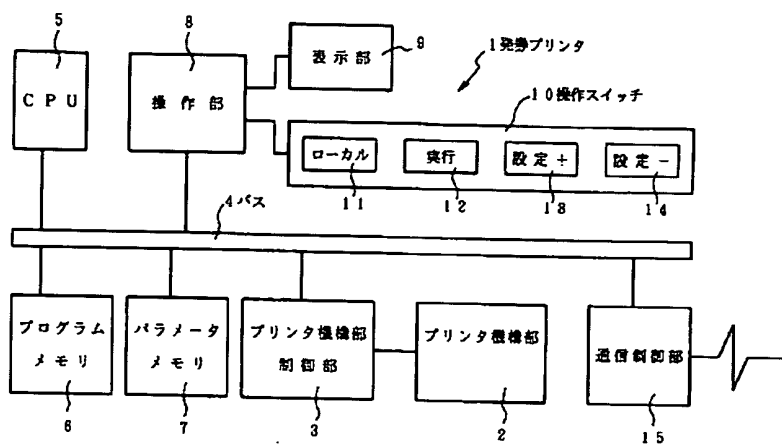 5
8
9
1発券プリンタ
CPU
操作部
表示部
10操作スイッチ
ローカル
実行
設定+
設定-
11
12
13
14
4バス
プログラム
メモリ
パラメータ
メモリ
プリンタ機構部
制御部
プリンタ機構部
通信制御部
6
7
3
2
15